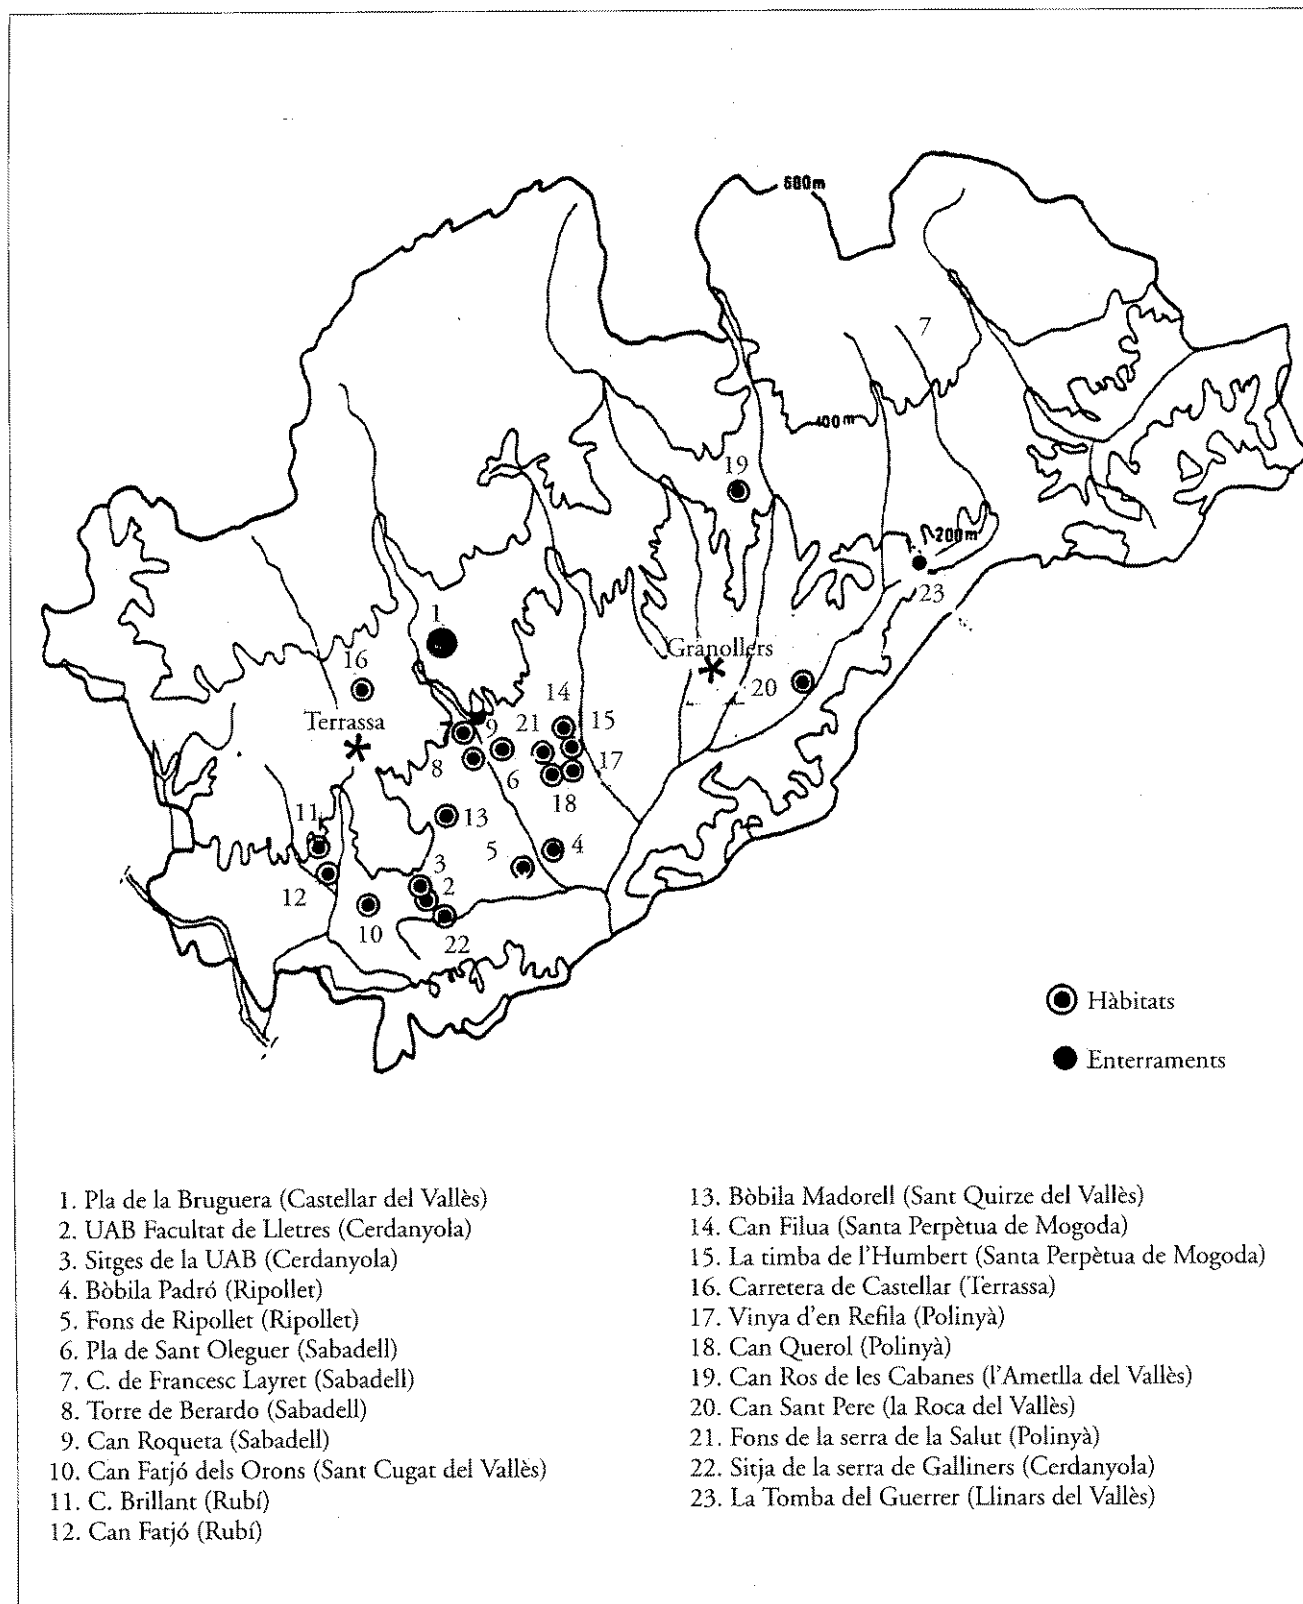 600m
7
400m
19
200m
23
1
Granollers
16
20
14
Terrassa
7
9
21
15
8
6
17
18
11
13
5
4
3
12
2
10
22
Hàbitats
Enterraments
1. Pla de la Bruguera (Castellar del Vallès)
2. UAB Facultat de Lletres (Cerdanyola)
3. Sitges de la UAB (Cerdanyola)
4. Bòbila Padró (Ripollet)
5. Fons de Ripollet (Ripollet)
6. Pla de Sant Oleguer (Sabadell)
7. C. de Francesc Layret (Sabadell)
8. Torre de Berardo (Sabadell)
9. Can Roqueta (Sabadell)
10. Can Fatjó dels Orons (Sant Cugat del Vallès)
11. C. Brillant (Rubí)
12. Can Fatjó (Rubí)
13. Bòbila Madorell (Sant Quirze del Vallès)
14. Can Filua (Santa Perpètua de Mogoda)
15. La timba de l'Humbert (Santa Perpètua de Mogoda)
16. Carretera de Castellar (Terrassa)
17. Vinya d'en Refila (Polinyà)
18. Can Querol (Polinyà)
19. Can Ros de les Cabanes (l'Ametlla del Vallès)
20. Can Sant Pere (la Roca del Vallès)
21. Fons de la serra de la Salut (Polinyà)
22. Sitja de la serra de Galliners (Cerdanyola)
23. La Tomba del Guerrer (Llinars del Vallès)